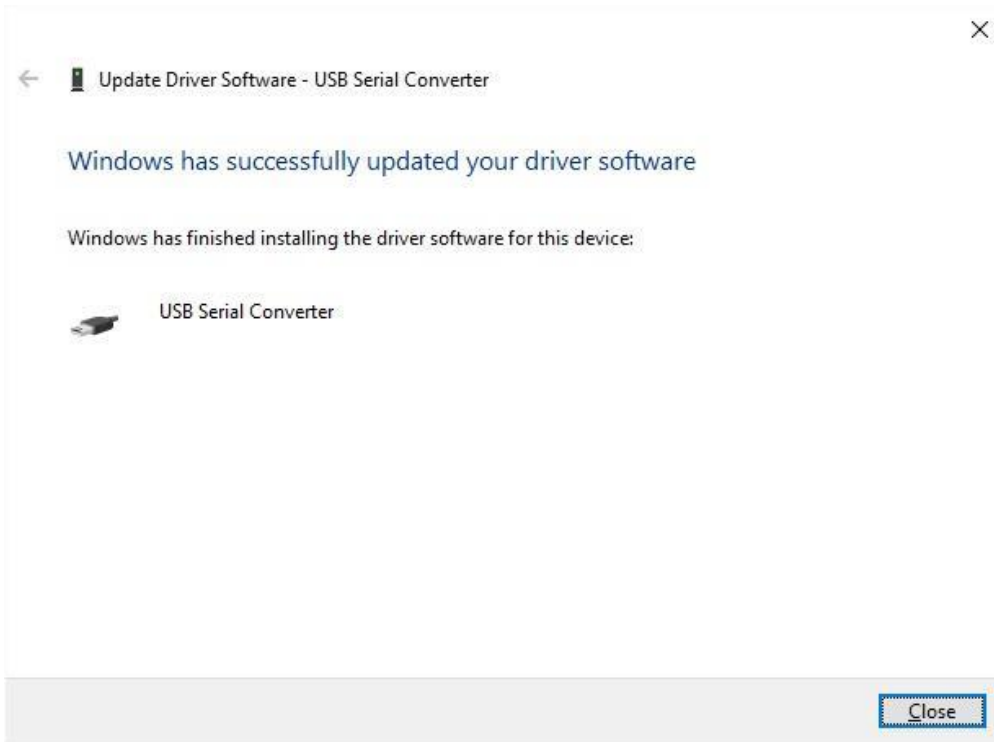 Update Driver Software - USB Serial Converter
Windows has successfully updated your driver software
Windows has finished installing the driver software for this device:
USB Serial Converter
Close